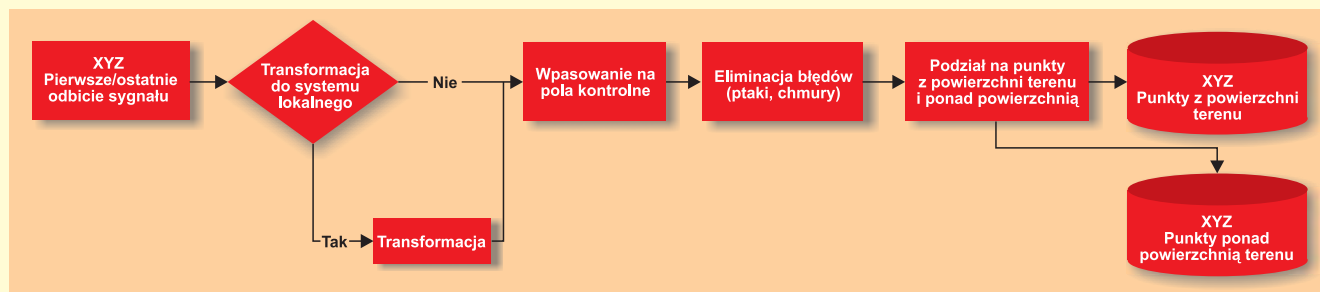 XYZ
Pierwsze/ostatnie
odbicie sygnału
Transformacja
do systemu
lokalnego
Nie
Tak
Transformacja
Wpasowanie na
pola kontrolne
Eliminacja błędów
(ptaki, chmury)
Podział na punkty
z powierzchni terenu
i ponad powierzchnią
XYZ
Punkty z powierzchni
terenu
XYZ
Punkty ponad
powierzchnią terenu